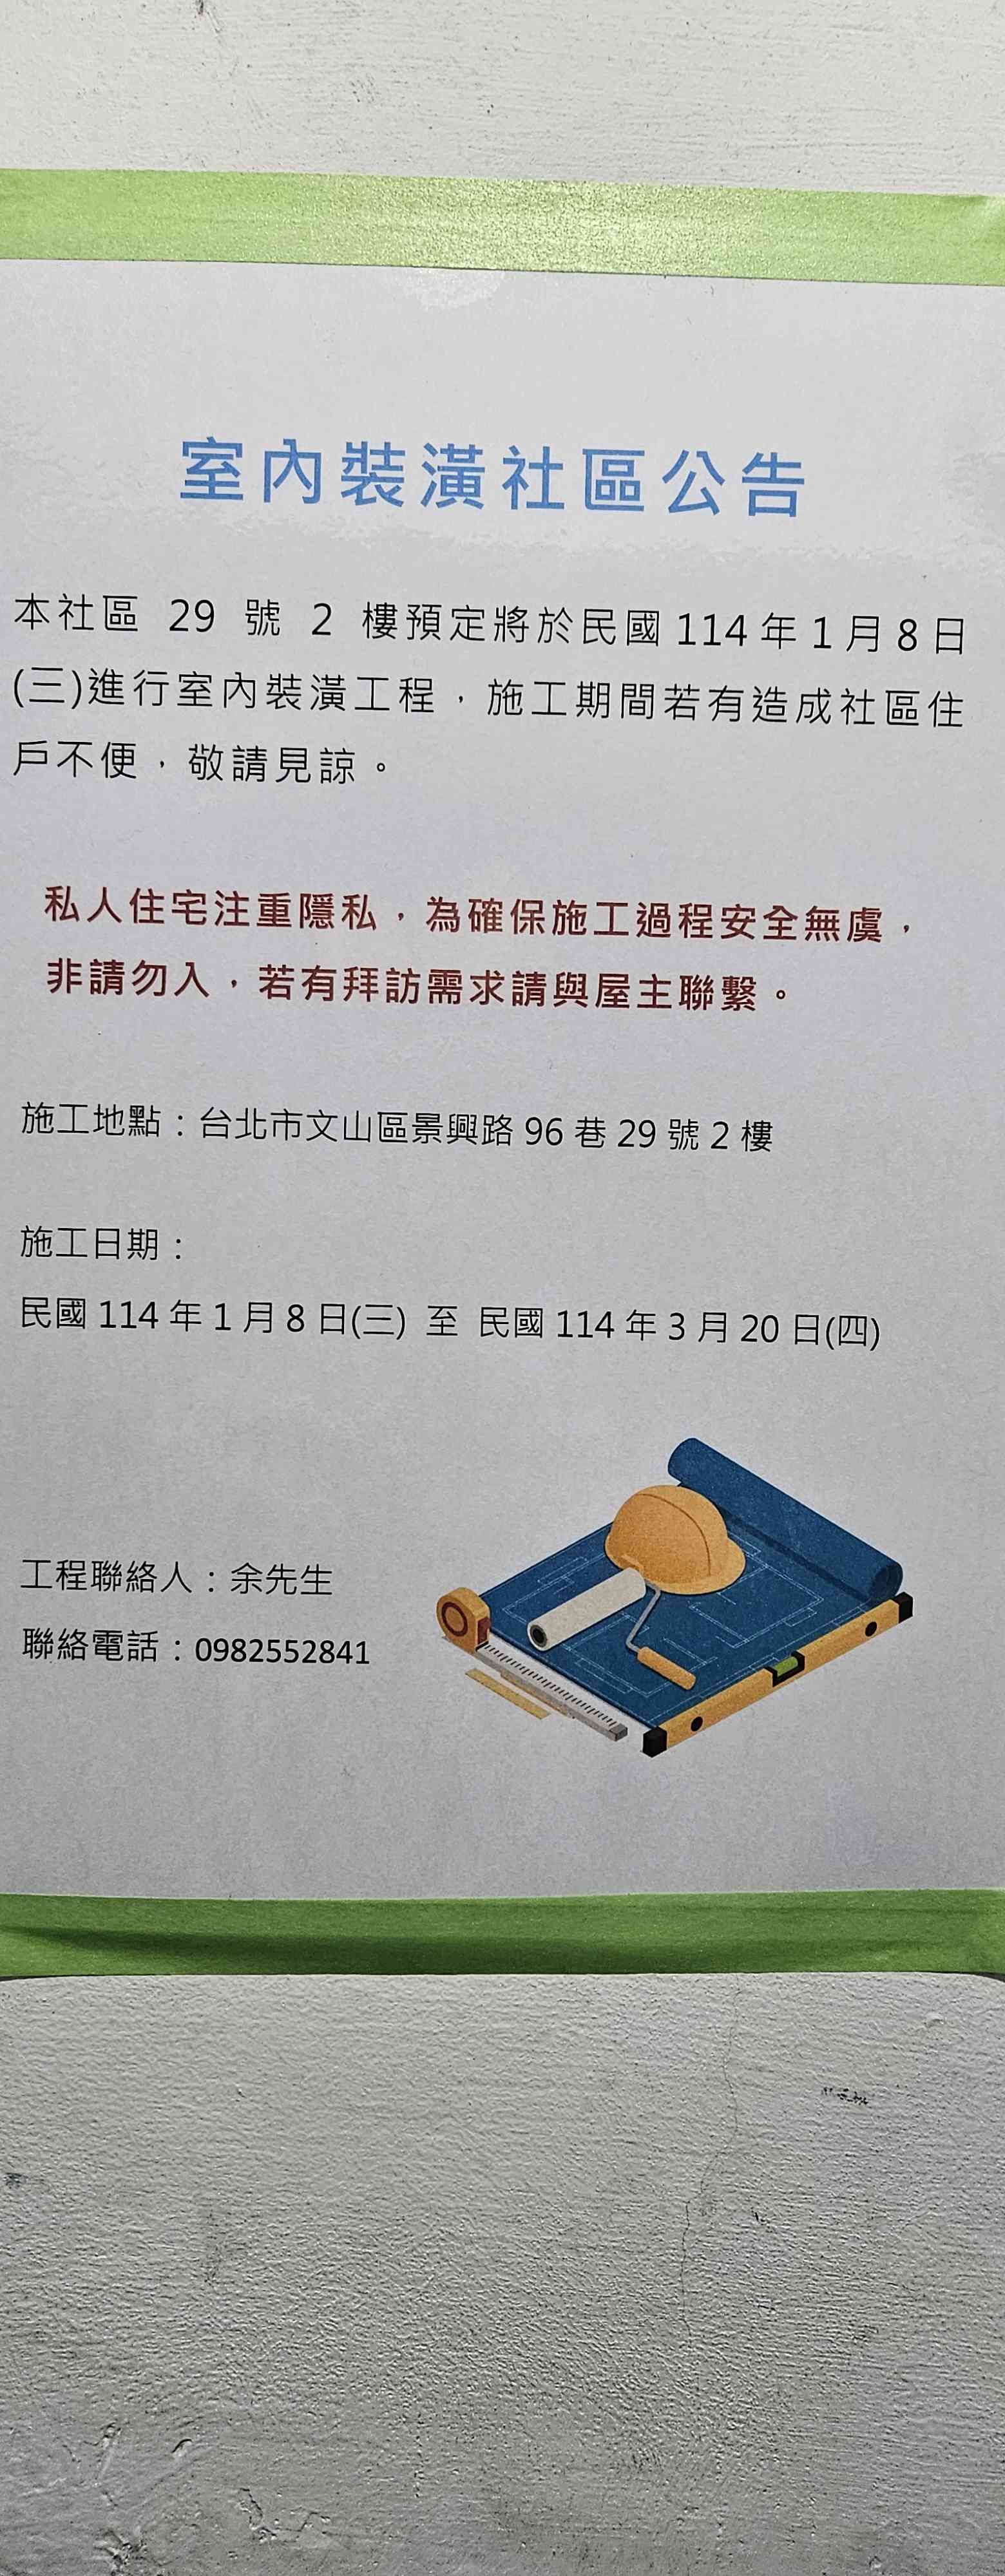 室內裝潢社區公告
本社區 29 號 2 樓預定將於民國 114 年 1 月 8 日
(三)進行室內裝潢工程，施工期間若有造成社區住
戶不便，敬請見諒。
私人住宅注重隱私，為確保施工過程安全無虞，
非請勿入，若有拜訪需求請與屋主聯繫。
施工地點：台北市文山區景興路 96 巷 29 號 2 樓
施工日期：
民國 114 年 1 月 8 日(三) 至 民國 114 年 3 月 20 日(四)
工程聯絡人：余先生
聯絡電話：0982552841